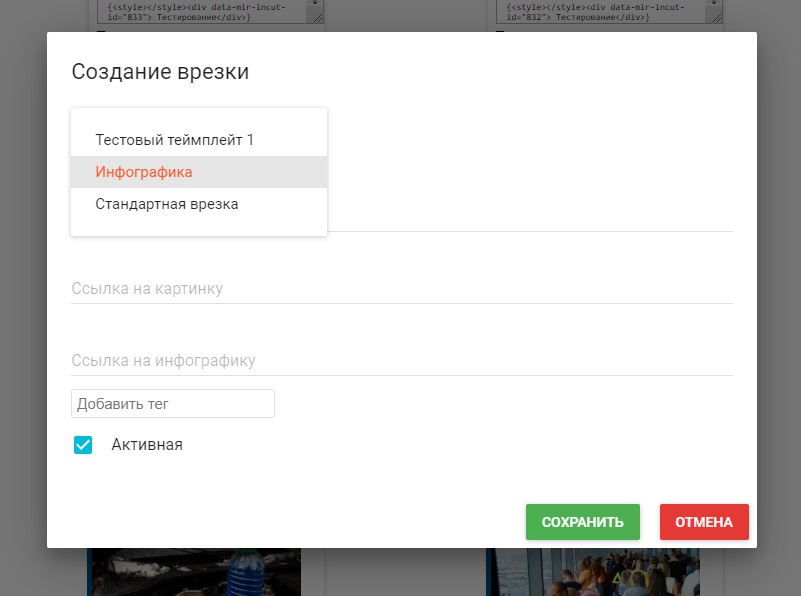 {<style></style><div data-mir-incut-
id="833"> Тестирование</div>}
{<style></style><div data-mir-incut-
id="832"> Тестирование</div>}
Создание врезки
Тестовый теймплейт 1
Инфографика
Стандартная врезка
Ссылка на картинку
Ссылка на инфографику
Добавить тег
Активная
СОХРАНИТЬ
ОТМЕНА